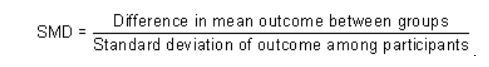 SMD = Difference in mean outcome between groups
Standard deviation of outcome among participants.